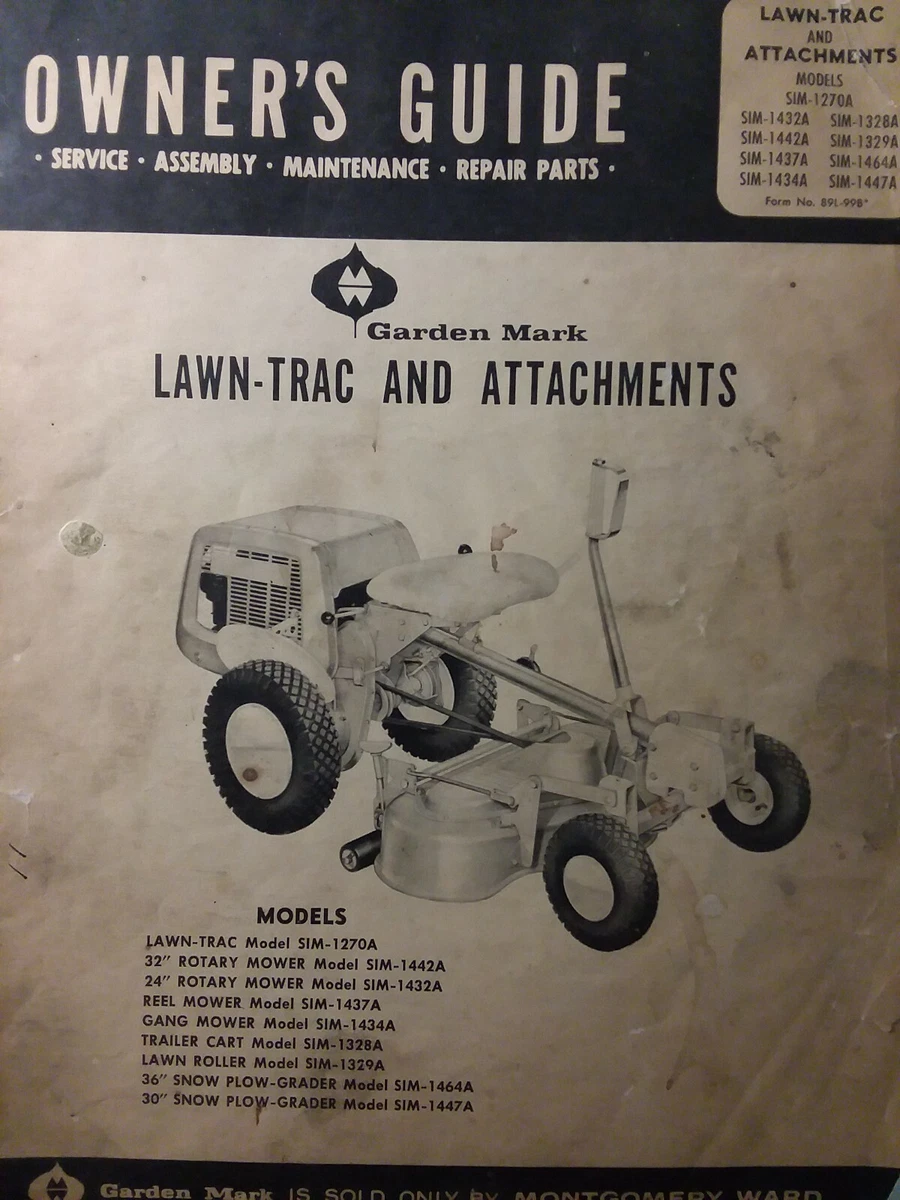 OWNER'S GUIDE
· SERVICE · ASSEMBLY · MAINTENANCE · REPAIR PARTS ·
LAWN-TRAC
AND
ATTACHMENTS
MODELS
SIM-1270A
SIM-1432A SIM-1328A
SIM-1442A SIM-1329A
SIM-1437A SIM-1464A
SIM-1434A SIM-1447A
Form No. 89L-99B*
Garden Mark
LAWN-TRAC AND ATTACHMENTS
MODELS
LAWN-TRAC Model SIM-1270A
32" ROTARY MOWER Model SIM-1442A
24" ROTARY MOWER Model SIM-1432A
REEL MOWER Model SIM-1437A
GANG MOWER Model SIM-1434A
TRAILER CART Model SIM-1328A
LAWN ROLLER Model SIM-1329A
36" SNOW PLOW-GRADER Model SIM-1464A
30" SNOW PLOW-GRADER Model SIM-1447A
Garden Mark IS SOLD ONLY BY MONTGOMERY WARD